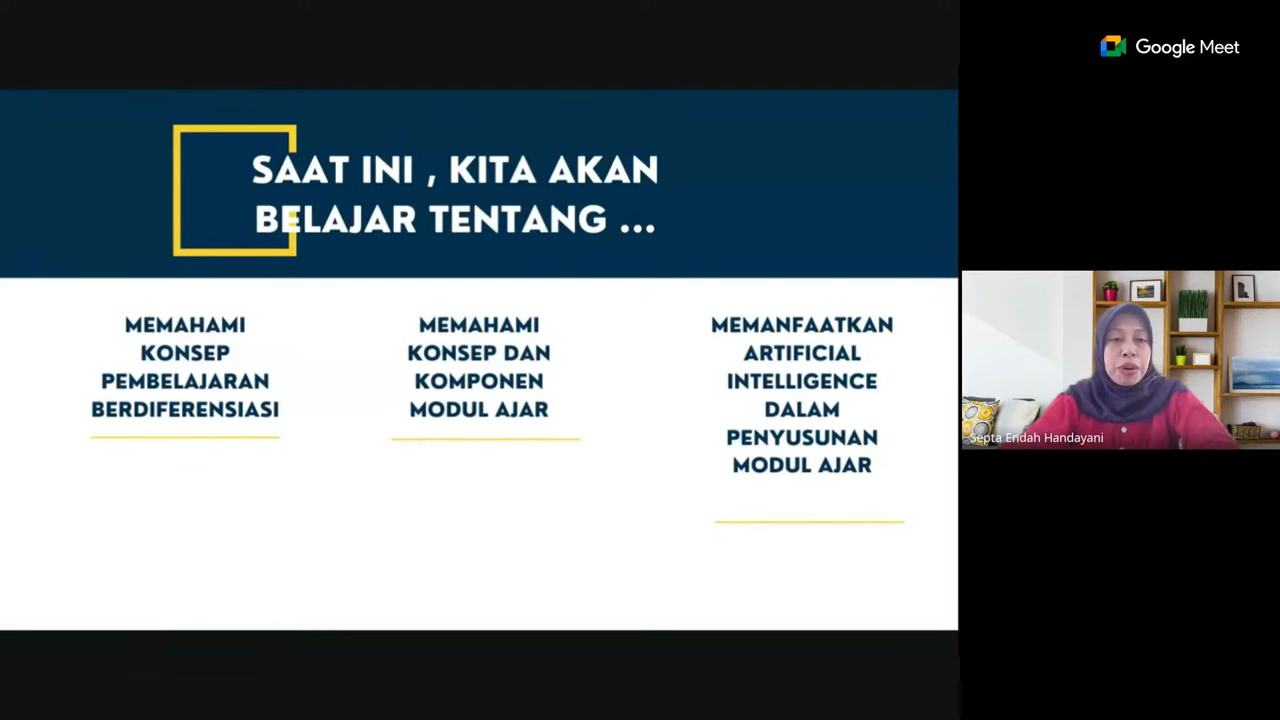 Google Meet
SAAT INI , KITA AKAN
BELAJAR TENTANG ...
MEMAHAMI
KONSEP
PEMBELAJARAN
BERDIFERENSIASI
MEMAHAMI
KONSEP DAN
KOMPONEN
MODUL AJAR
MEMANFAATKAN
ARTIFICIAL
INTELLIGENCE
DALAM
PENYUSUNAN
MODUL AJAR
Septa Endah Handayani